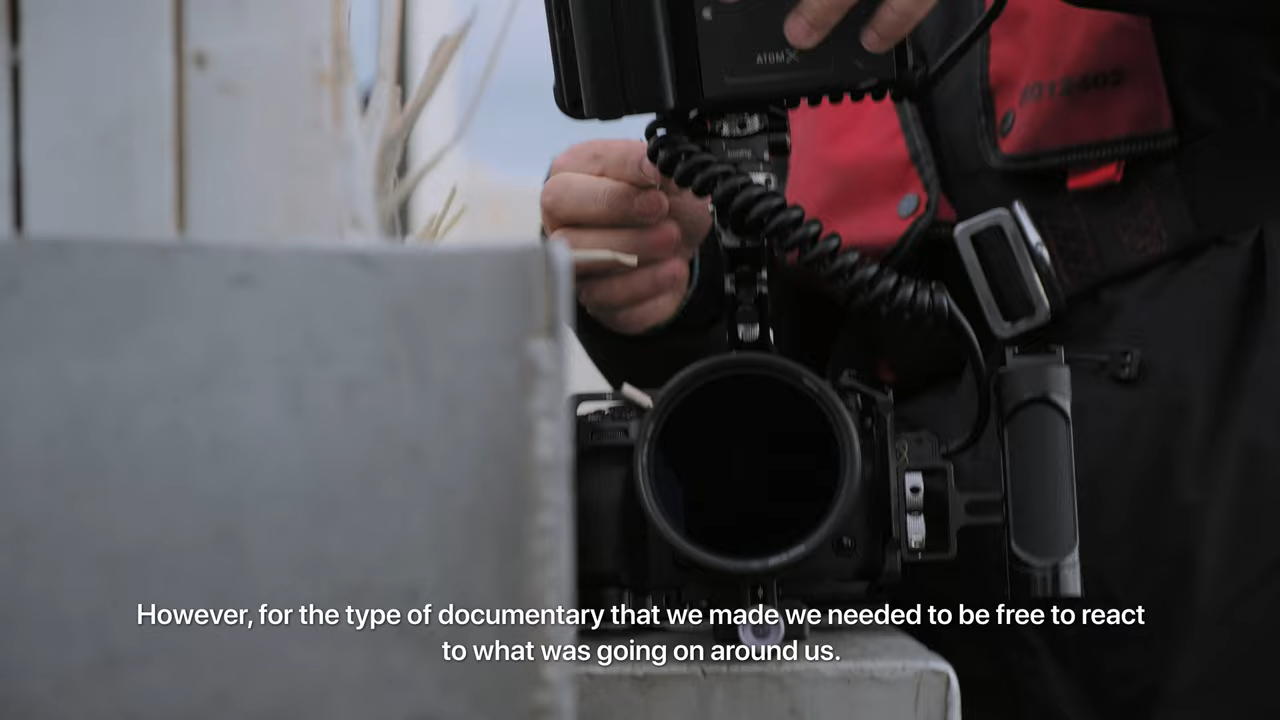 ATOMX
However, for the type of documentary that we made we needed to be free to react
to what was going on around us.